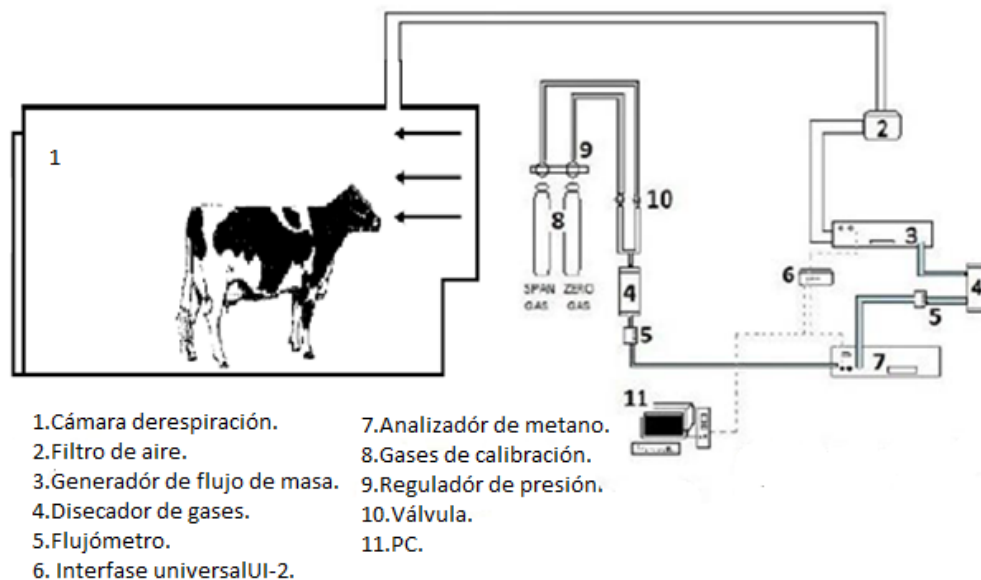 1
2
3
4
5
6
7
8
9
10
4
5
11
SPAN GAS
ZERO GAS
1.Cámara derespiración.
2.Filtro de aire.
3.Generadór de flujo de masa.
4.Disecador de gases.
5.Flujómetro.
6. Interfase universalUI-2.
7.Analizadór de metano.
8.Gases de calibración.
9.Reguladór de presión.
10.Válvula.
11.PC.